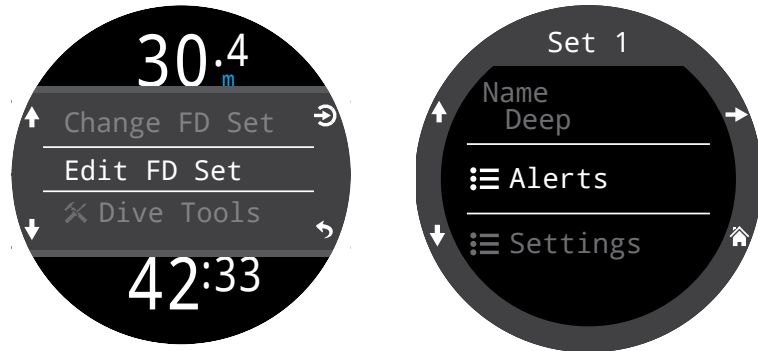 30.4
m
Change FD Set
Edit FD Set
Dive Tools
42:33
Set 1
Name
Deep
Alerts
Settings